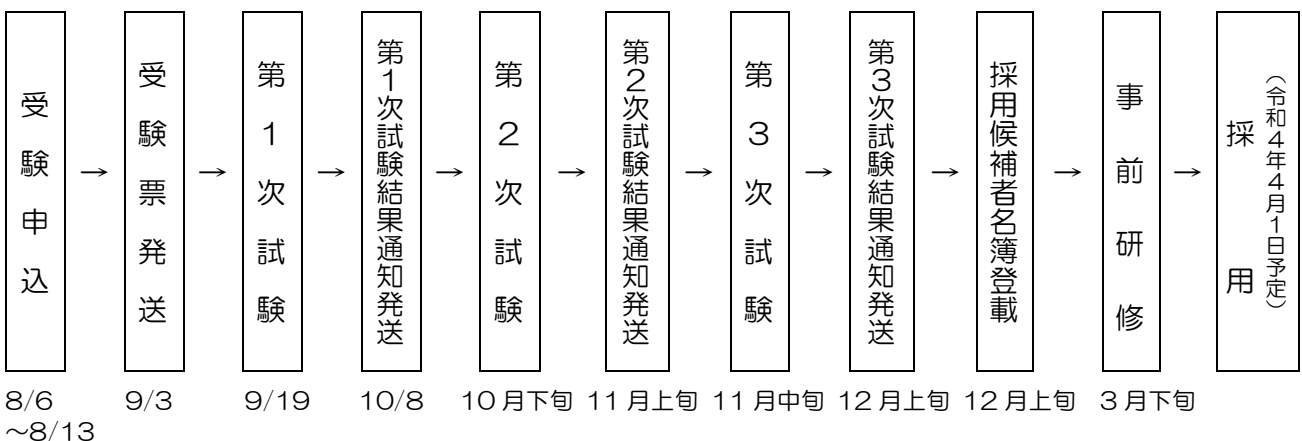 受験申込
→
受験票発送
→
第1次試験
→
第1次試験結果通知発送
→
第2次試験
→
第2次試験結果通知発送
→
第3次試験
→
第3次試験結果通知発送
→
採用候補者名簿登載
→
事前研修
→
採用
（令和4年4月1日予定）
8/6
～8/13
9/3
9/19
10/8
10月下旬
11月上旬
11月中旬
12月上旬
12月上旬
3月下旬